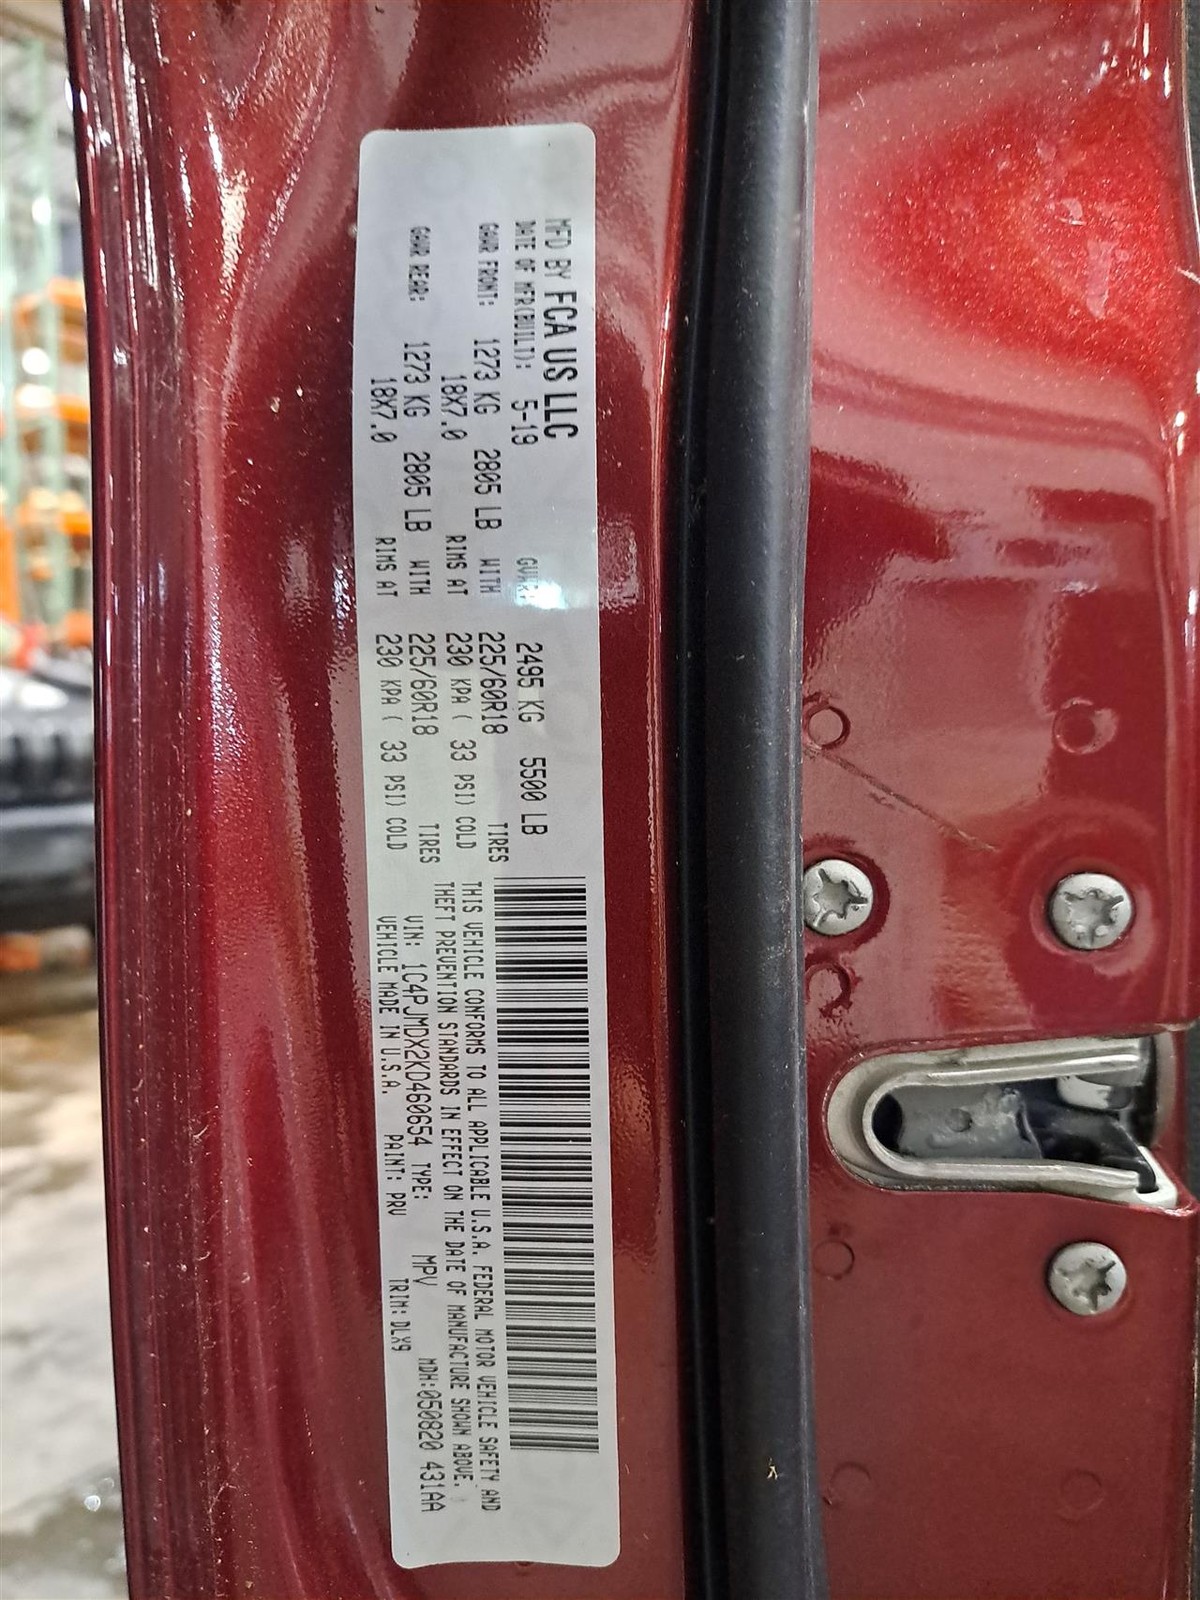 MFD BY FCA US LLC
DATE OF MFR(BUILT): 5-19 GVWR: 2495 KG 5500 LB
GAWR FRONT: 1273 KG 2805 LB WITH 225/60R18 TIRES
18X7.0 RIMS AT 230 KPA ( 33 PSI) COLD
GAWR REAR: 1273 KG 2805 LB WITH 225/60R18 TIRES
18X7.0 RIMS AT 230 KPA ( 33 PSI) COLD
THIS VEHICLE CONFORMS TO ALL APPLICABLE U.S.A. FEDERAL MOTOR VEHICLE SAFETY AND
THEFT PREVENTION STANDARDS IN EFFECT ON THE DATE OF MANUFACTURE SHOWN ABOVE.
VIN: 1C4PJMDX2KD460654 TYPE: MPV MDH:050820 431AA
VEHICLE MADE IN U.S.A. PAINT: PRV TRIM: DLX9